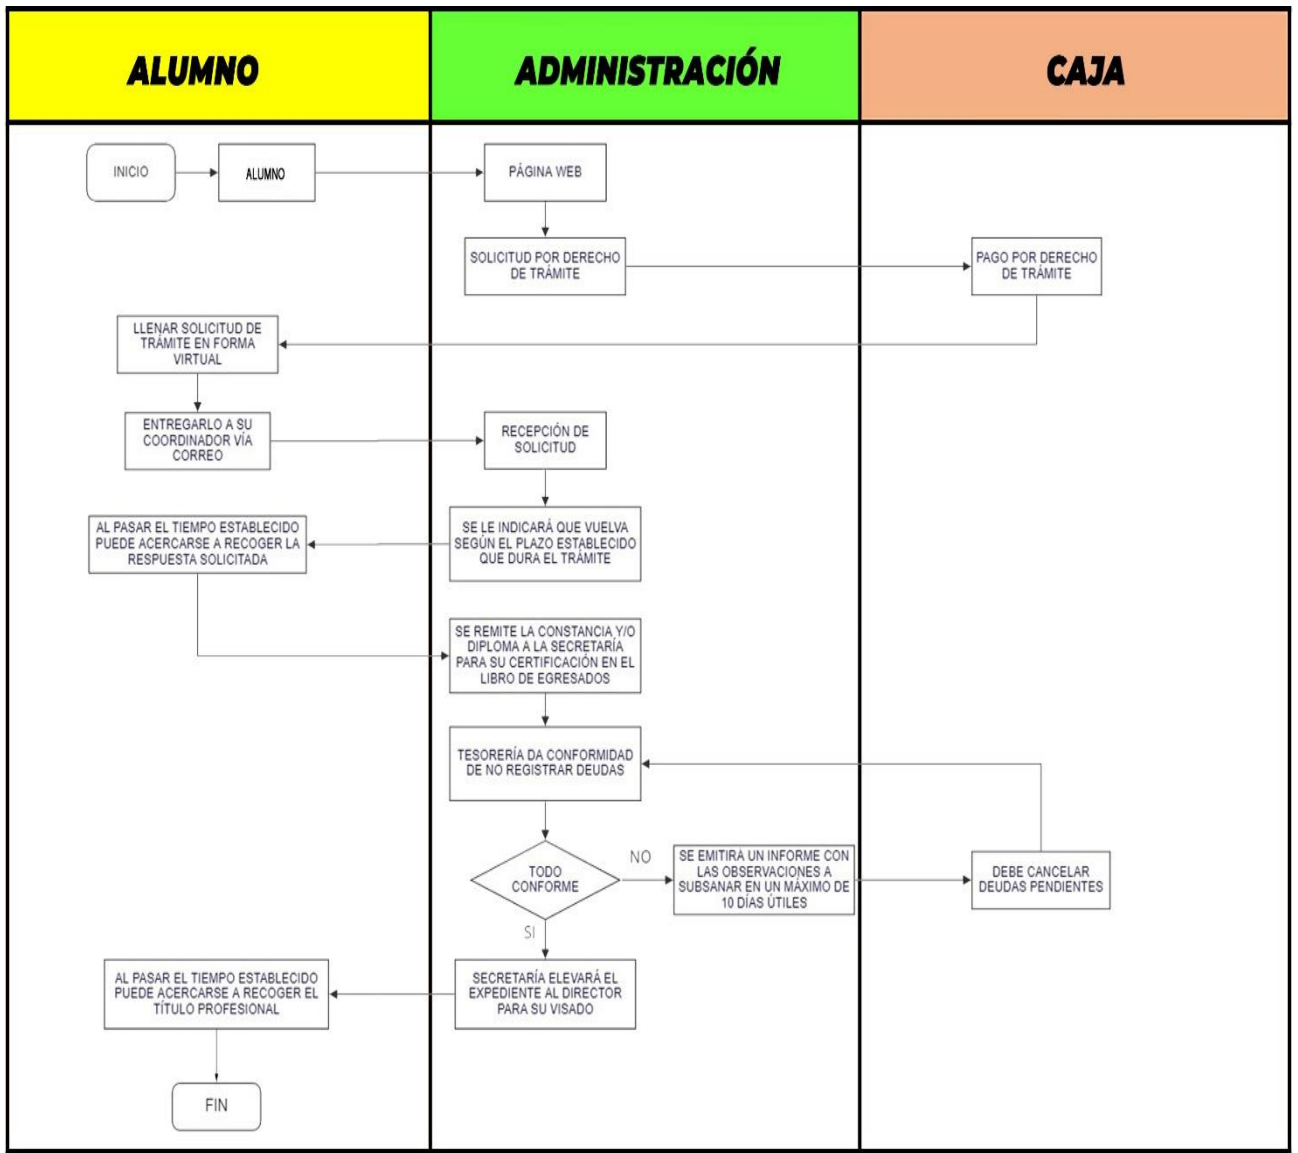 ALUMNO
ADMINISTRACIÓN
CAJA
INICIO
ALUMNO
PÁGINA WEB
SOLICITUD POR DERECHO
DE TRÁMITE
PAGO POR DERECHO
DE TRÁMITE
LLENAR SOLICITUD DE
TRÁMITE EN FORMA
VIRTUAL
ENTREGARLO A SU
COORDINADOR VÍA
CORREO
RECEPCIÓN DE
SOLICITUD
SE LE INDICARÁ QUE VUELVA
SEGÚN EL PLAZO ESTABLECIDO
QUE DURA EL TRÁMITE
AL PASAR EL TIEMPO ESTABLECIDO
PUEDE ACERCARSE A RECOGER LA
RESPUESTA SOLICITADA
SE REMITE LA CONSTANCIA Y/O
DIPLOMA A LA SECRETARÍA
PARA SU CERTIFICACIÓN EN EL
LIBRO DE EGRESADOS
TESORERÍA DA CONFORMIDAD
DE NO REGISTRAR DEUDAS
TODO
CONFORME
NO
SE EMITIRÁ UN INFORME CON
LAS OBSERVACIONES A
SUBSANAR EN UN MÁXIMO DE
10 DÍAS ÚTILES
DEBE CANCELAR
DEUDAS PENDIENTES
SI
SECRETARÍA ELEVARÁ EL
EXPEDIENTE AL DIRECTOR
PARA SU VISADO
AL PASAR EL TIEMPO ESTABLECIDO
PUEDE ACERCARSE A RECOGER EL
TÍTULO PROFESIONAL
FIN